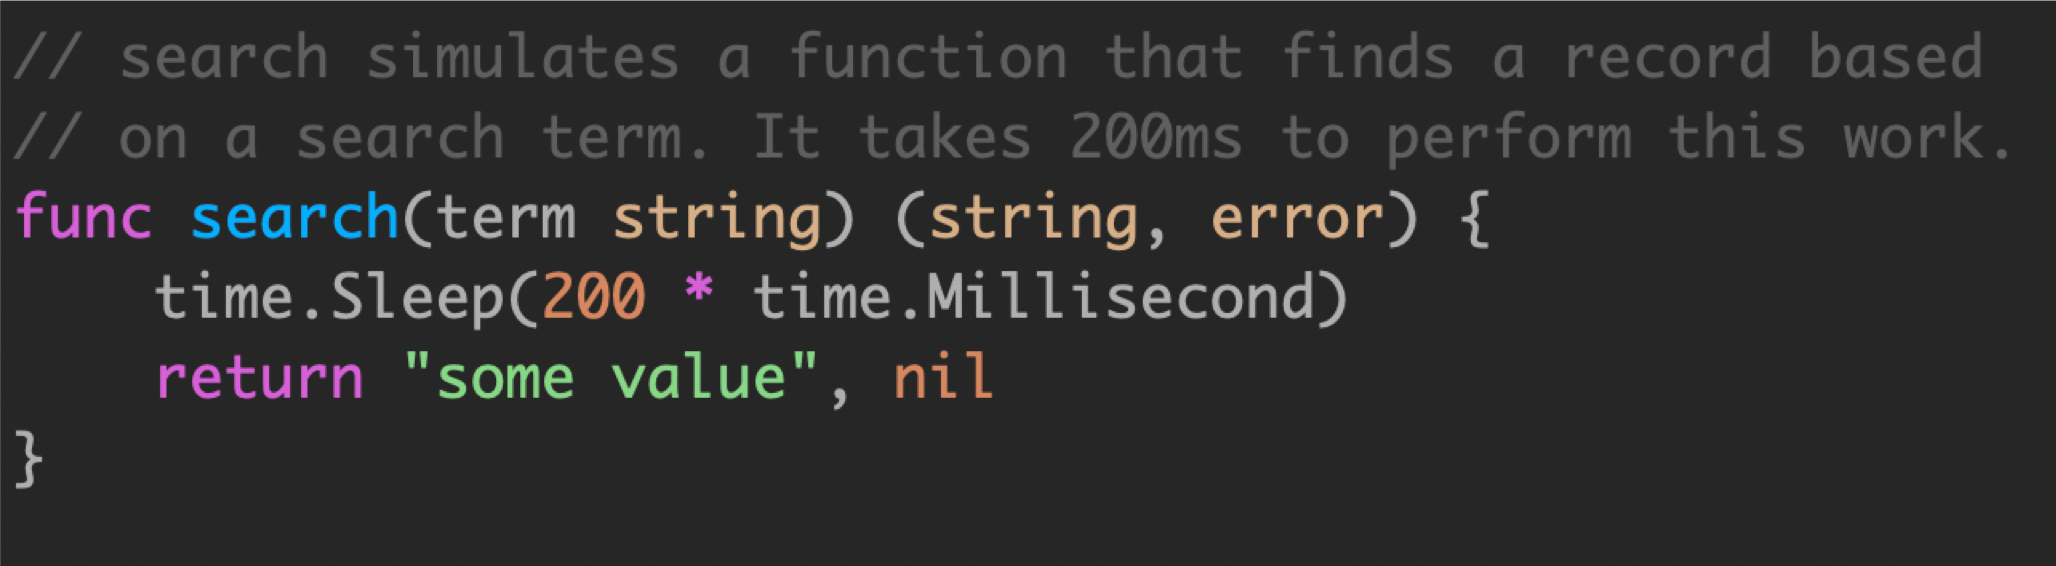 // search simulates a function that finds a record based
// on a search term. It takes 200ms to perform this work.
func search(term string) (string, error) {
    time.Sleep(200 * time.Millisecond)
    return "some value", nil
}